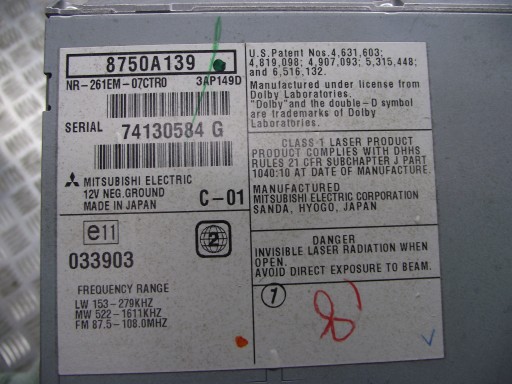 8750A139
NR-261EM-07CTR0 3AP149D
SERIAL 74130584 G
MITSUBISHI ELECTRIC
12V NEG.GROUND
MADE IN JAPAN
C-01
e11
033903
2
FREQUENCY RANGE
LW 153-279KHZ
MW 522-1611KHZ
FM 87.5-108.0MHZ
U.S.Patent Nos.4,631,603;
4,819,098; 4,907,093; 5,315,448;
and 6,516,132.
Manufactured under license from
Dolby Laboratories.
"Dolby" and the double-D symbol
are trademarks of Dolby
Laboratories.
CLASS 1 LASER PRODUCT
PRODUCT COMPLIES WITH DHHS
RULES 21 CFR SUBCHAPTER J PART
1040:10 AT DATE OF MANUFACTURE.
MANUFACTURED
MITSUBISHI ELECTRIC CORPORATION
SANDA, HYOGO, JAPAN
DANGER
INVISIBLE LASER RADIATION WHEN
OPEN.
AVOID DIRECT EXPOSURE TO BEAM.
1